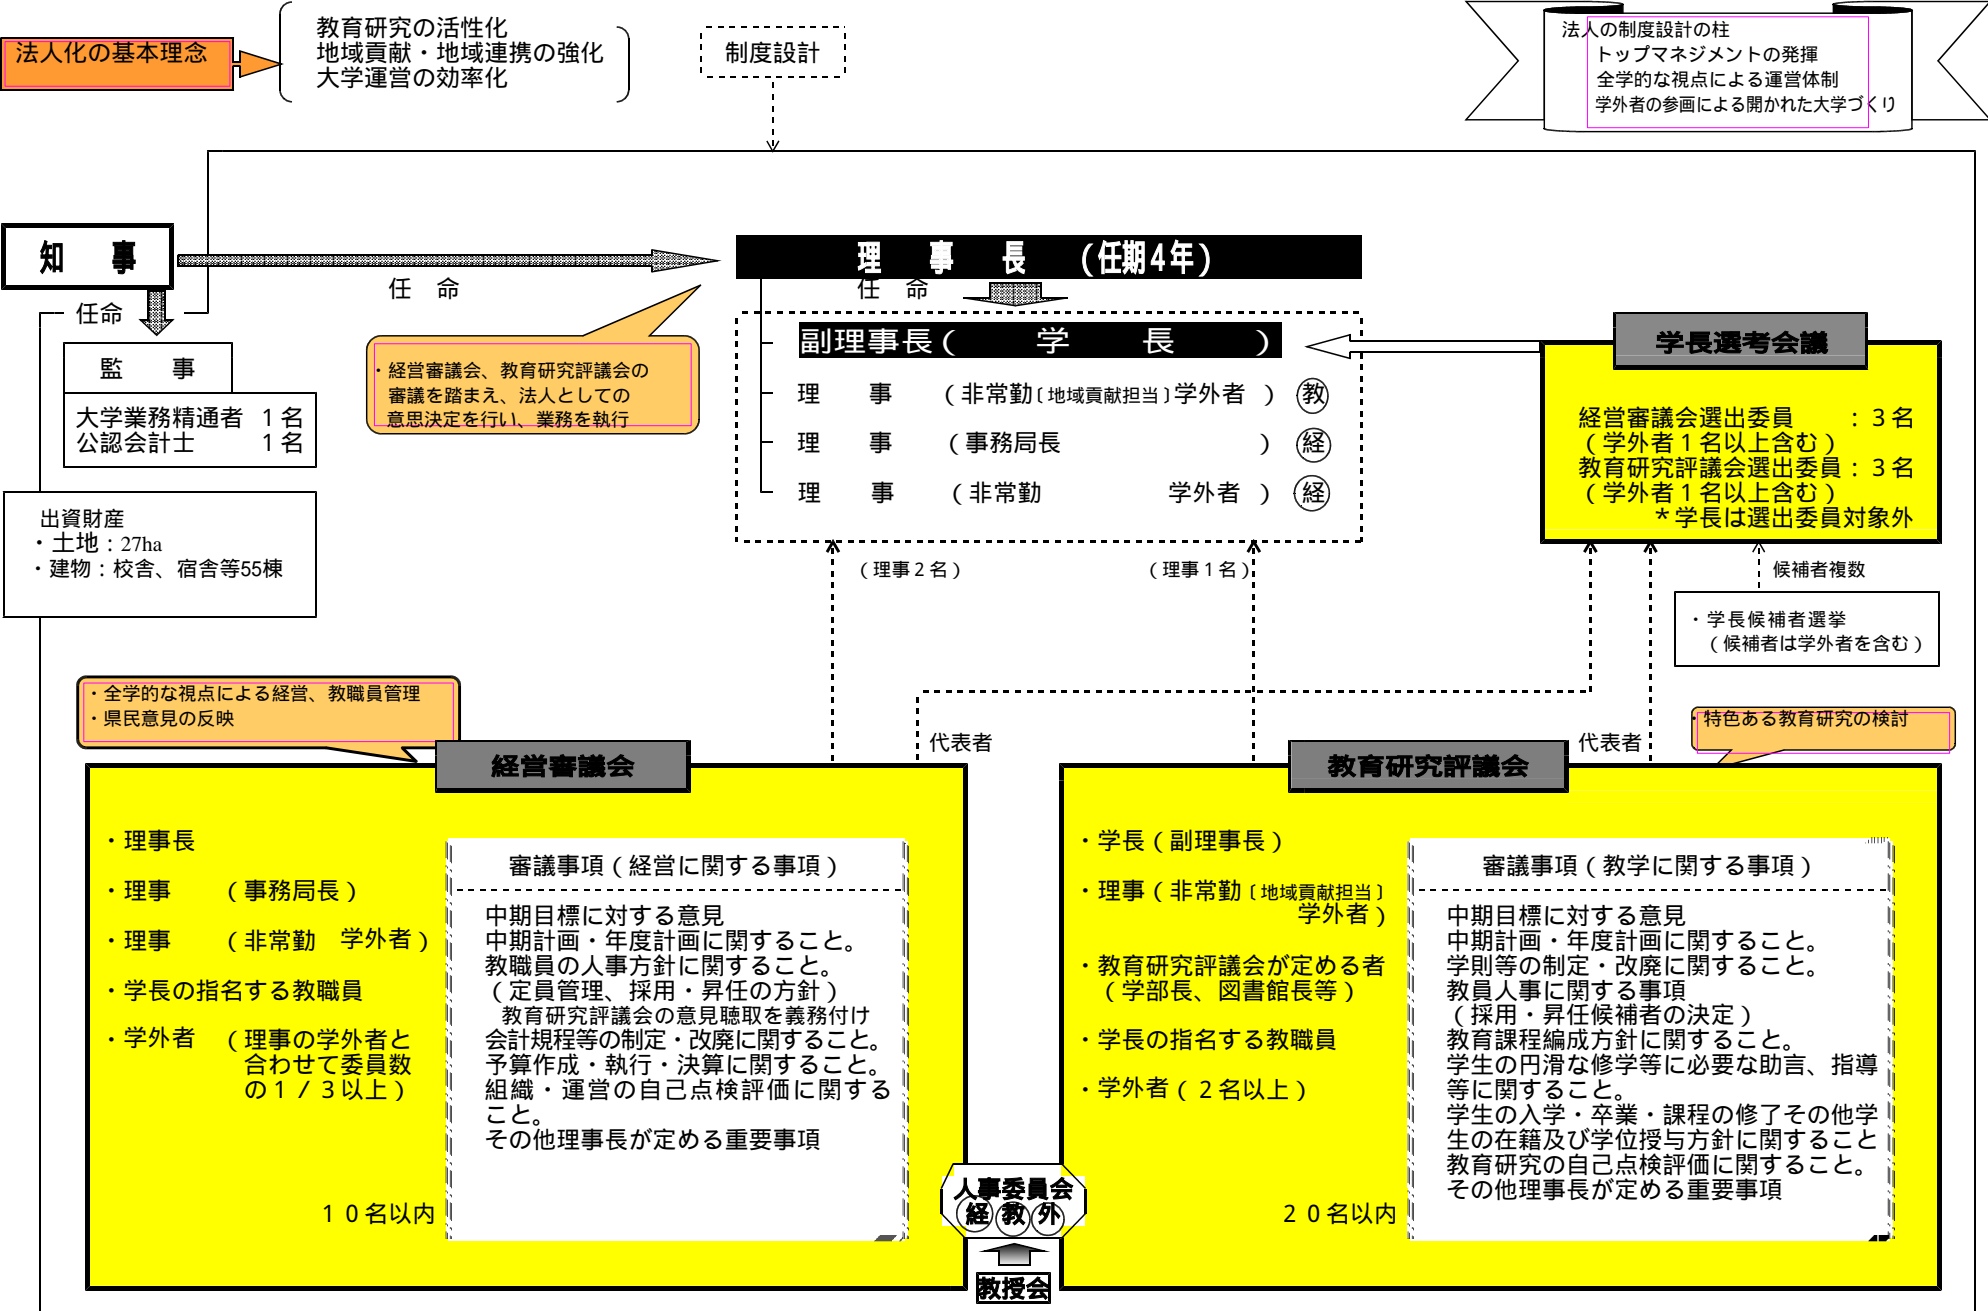 法人化の基本理念
教育研究の活性化
地域貢献・地域連携の強化
大学運営の効率化
制度設計
法人の制度設計の柱
トップマネジメントの発揮
全学的な視点による運営体制
学外者の参画による開かれた大学づくり
知　事
任　命
理　事　長　（任期４年）
任　命
任命
監　事
大学業務精通者　１名
公認会計士　　　１名
出資財産
・土地：27ha
・建物：校舎、宿舎等55棟
・経営審議会、教育研究評議会の
審議を踏まえ、法人としての
意思決定を行い、業務を執行
副理事長（　学　長　）
理　事　（非常勤〔地域貢献担当〕学外者　）　教
理　事　（事務局長　　　　）　経
理　事　（非常勤　　　学外者　）　経
（理事２名）
（理事１名）
学長選考会議
経営審議会選出委員　　：３名
（学外者１名以上含む）
教育研究評議会選出委員：３名
（学外者１名以上含む）
＊学長は選出委員対象外
候補者複数
・学長候補者選挙
（候補者は学外者を含む）
・全学的な視点による経営、教職員管理
・県民意見の反映
代表者
代表者
・特色ある教育研究の検討
経営審議会
・理事長
・理事　　（事務局長）
・理事　　（非常勤　学外者）
・学長の指名する教職員
・学外者　（理事の学外者と
合わせて委員数
の１／３以上）
１０名以内
審議事項（経営に関する事項）
中期目標に対する意見
中期計画・年度計画に関すること。
教職員の人事方針に関すること。
（定員管理、採用・昇任の方針）
教育研究評議会の意見聴取を義務付け
会計規程等の制定・改廃に関すること。
予算作成・執行・決算に関すること。
組織・運営の自己点検評価に関する
こと。
その他理事長が定める重要事項
教育研究評議会
・学長（副理事長）
・理事（非常勤〔地域貢献担当〕
学外者）
・教育研究評議会が定める者
（学部長、図書館長等）
・学長の指名する教職員
・学外者（２名以上）
２０名以内
審議事項（教学に関する事項）
中期目標に対する意見
中期計画・年度計画に関すること。
学則等の制定・改廃に関すること。
教員人事に関する事項
（採用・昇任候補者の決定）
教育課程編成方針に関すること。
学生の円滑な修学等に必要な助言、指導
等に関すること。
学生の入学・卒業・課程の修了その他学
生の在籍及び学位授与方針に関すること
教育研究の自己点検評価に関すること。
その他理事長が定める重要事項
人事委員会
経　教　外
教授会